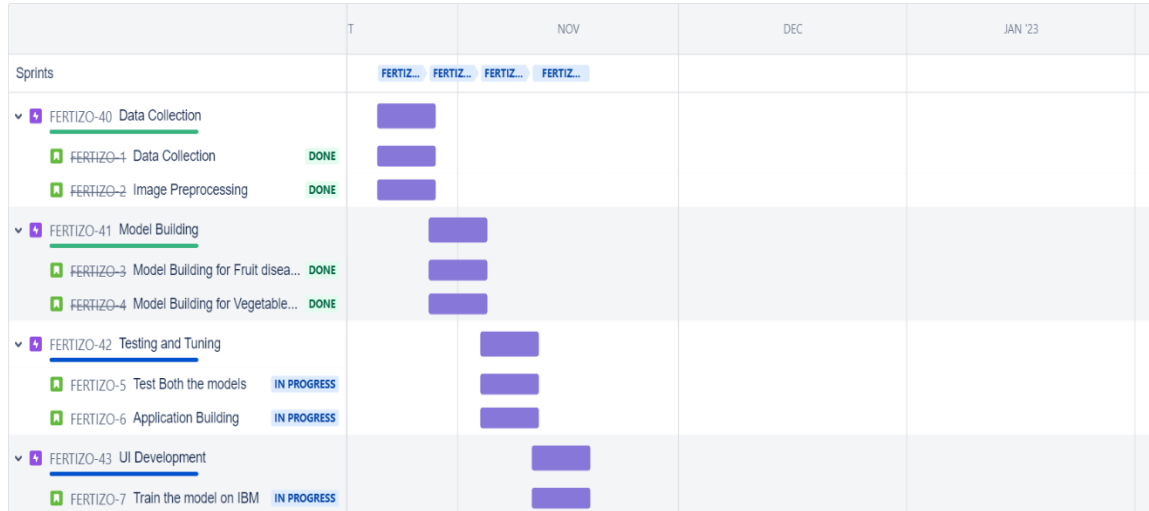 T NOV DEC JAN '23
Sprints FERTIZ... FERTIZ... FERTIZ... FERTIZ...
FERTIZO-40 Data Collection
FERTIZO-1 Data Collection DONE
FERTIZO-2 Image Preprocessing DONE
FERTIZO-41 Model Building
FERTIZO-3 Model Building for Fruit disea... DONE
FERTIZO-4 Model Building for Vegetable... DONE
FERTIZO-42 Testing and Tuning
FERTIZO-5 Test Both the models IN PROGRESS
FERTIZO-6 Application Building IN PROGRESS
FERTIZO-43 UI Development
FERTIZO-7 Train the model on IBM IN PROGRESS